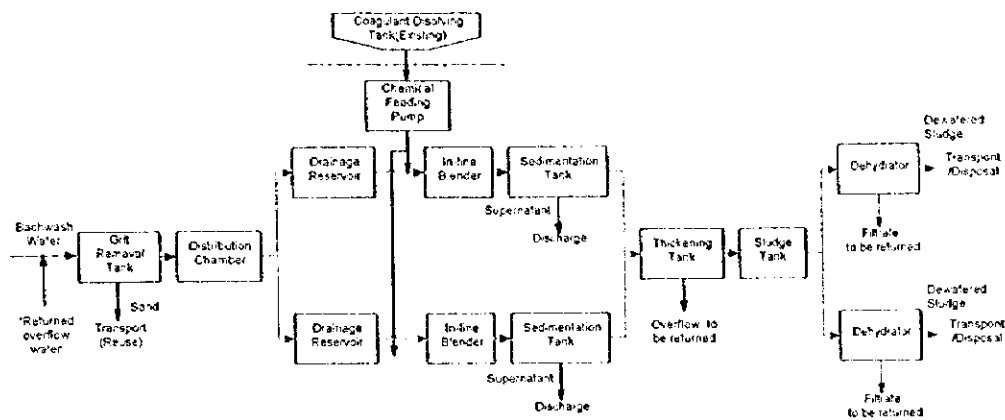 Coagulant Disolving
Tank(Existing)
Chemical
Feeding
Pump
Drainage
Reservoir
In-line
Blender
Sedimentation
Tank
Supernatant
Discharge
Backwash
Water
Grit
Removal
Tank
Distribution
Chamber
Sand
Transport
(Reuse)
*Returned
overflow
water
Drainage
Reservoir
In-line
Blender
Sedimentation
Tank
Supernatant
Discharge
Thickening
Tank
Overflow to
be returned
Sludge
Tank
Dewatered
Sludge
Dehydrator
Transport
/Disposal
Filtrate
to be returned
Dewatered
Sludge
Dehydrator
Transport
/Disposal
Filtrate
to be returned